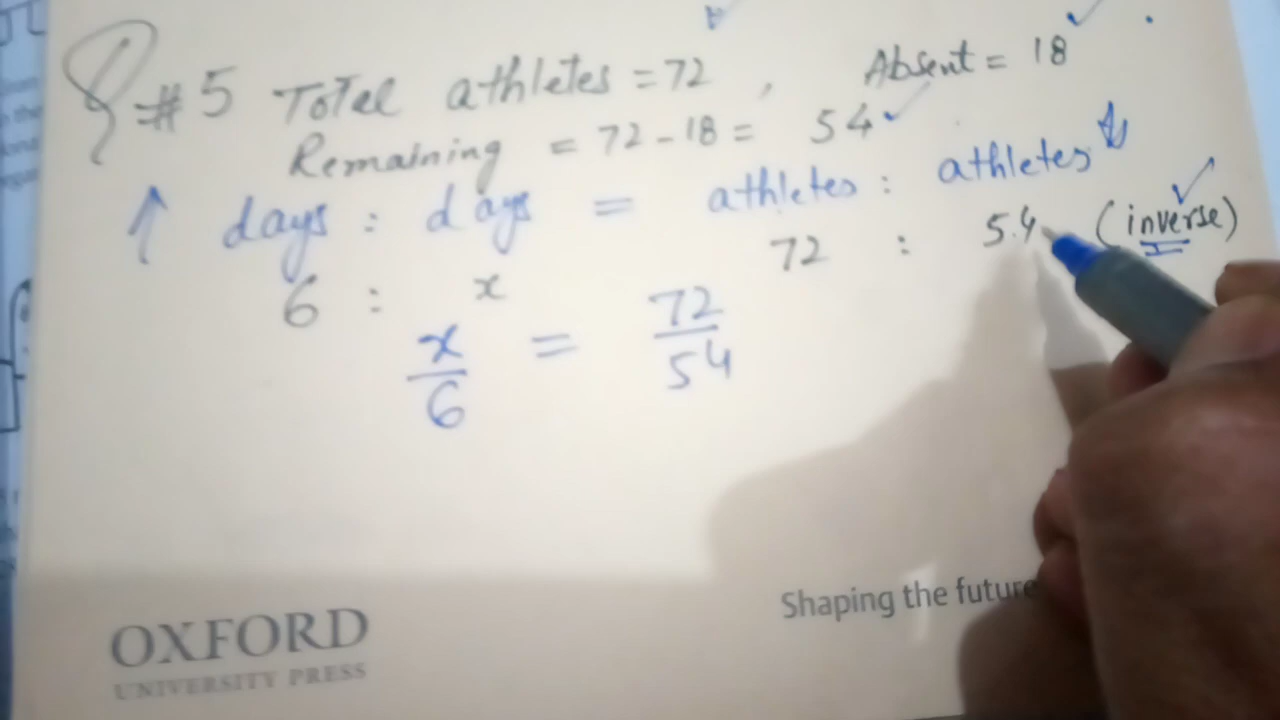 #5 Total athletes = 72, Absent = 18
Remaining = 72 - 18 = 54
days : days = athletes : athletes
6 : x 72 : 54 (inverse)
x/6 = 72/54
Shaping the future
OXFORD
UNIVERSITY PRESS